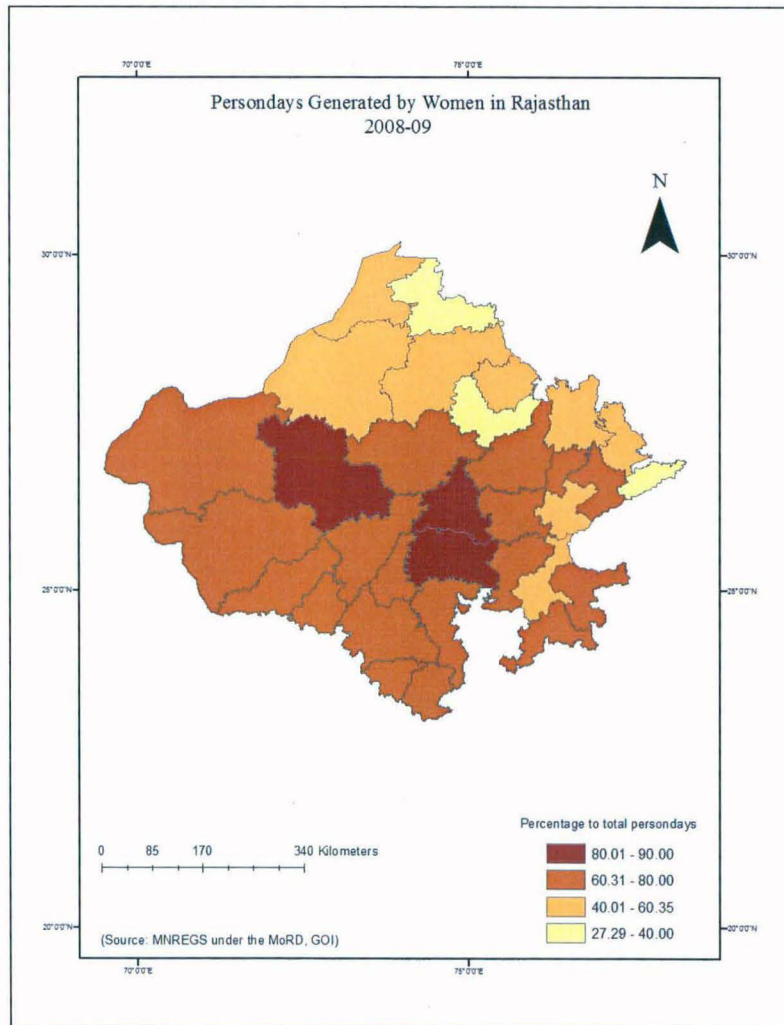 70°0'0"E 75°0'0"E
Persondays Generated by Women in Rajasthan
2008-09
N
30°0'0"N 30°0'0"N
25°0'0"N 25°0'0"N
Percentage to total persondays
0 85 170 340 Kilometers
80.01 - 90.00
60.31 - 80.00
40.01 - 60.35
27.29 - 40.00
20°0'0"N 20°0'0"N
(Source: MNREGS under the MoRD, GOI)
70°0'0"E 75°0'0"E